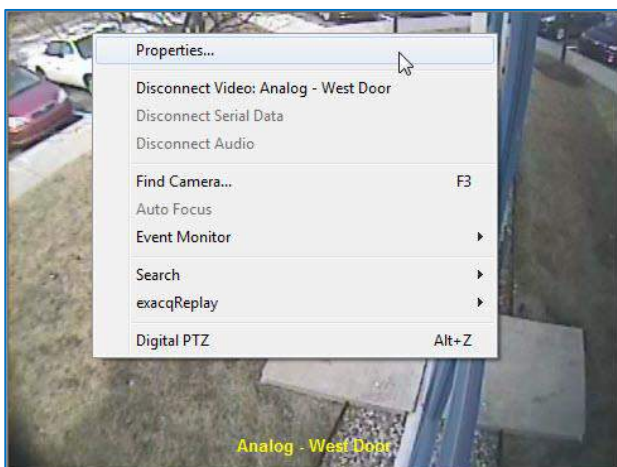 Properties...
Disconnect Video: Analog - West Door
Disconnect Serial Data
Disconnect Audio
Find Camera... F3
Auto Focus
Event Monitor
Search
exacqReplay
Digital PTZ Alt+Z
Analog - West Door